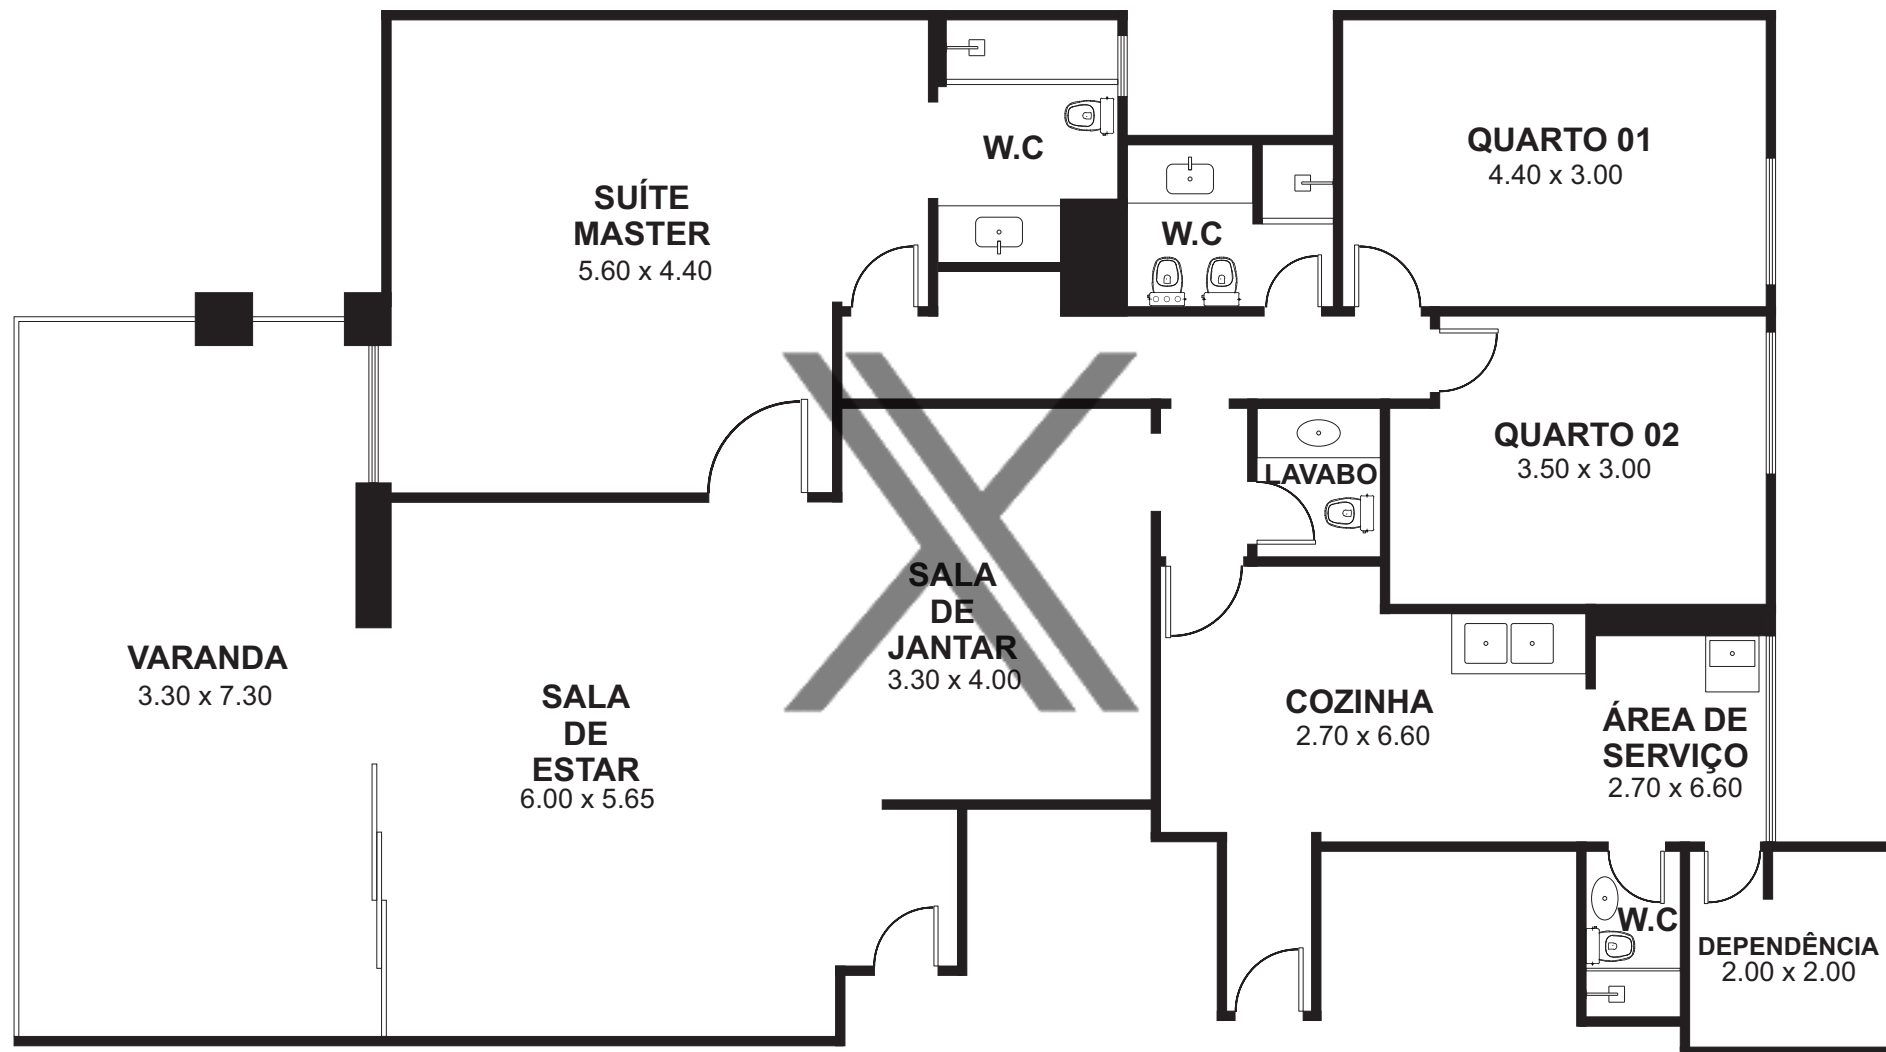 SUÍTE
MASTER
5.60 x 4.40
W.C
W.C
QUARTO 01
4.40 x 3.00
QUARTO 02
3.50 x 3.00
LAVABO
VARANDA
3.30 x 7.30
SALA
DE
ESTAR
6.00 x 5.65
SALA
DE
JANTAR
3.30 x 4.00
COZINHA
2.70 x 6.60
ÁREA DE
SERVIÇO
2.70 x 6.60
W.C
DEPENDÊNCIA
2.00 x 2.00